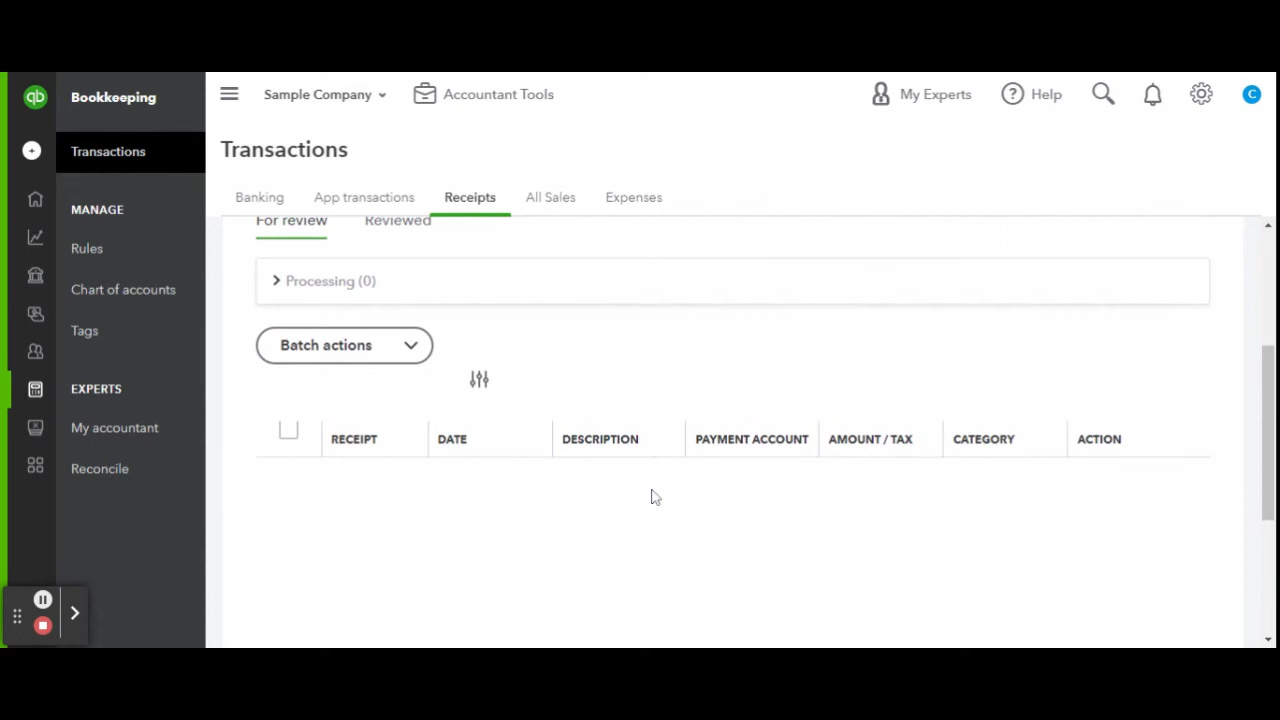 qb
Bookkeeping
Sample Company
Accountant Tools
My Experts
Help
C
Transactions
Transactions
Banking
App transactions
Receipts
All Sales
Expenses
MANAGE
Rules
Chart of accounts
Tags
EXPERTS
My accountant
Reconcile
For review
Reviewed
Processing (0)
Batch actions
RECEIPT
DATE
DESCRIPTION
PAYMENT ACCOUNT
AMOUNT / TAX
CATEGORY
ACTION